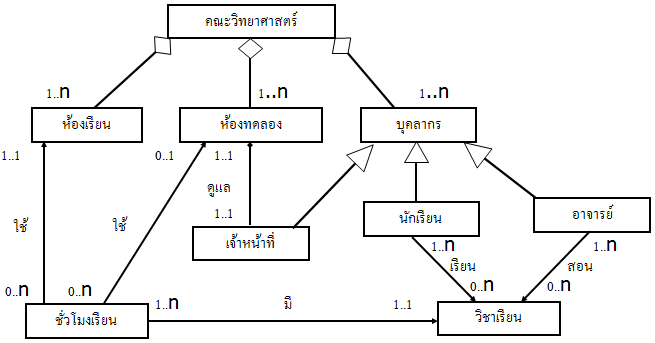 คณะวิทยาศาสตร์
1..n 1..n 1..n
ห้องเรียน ห้องทดลอง บุคลากร
1..1 0..1 1..1
ดูแล
ใช้ ใช้ 1..1
นักเรียน อาจารย์
เจ้าหน้าที่
1..n 1..n
เรียน สอน
0..n 0..n 0..n 0..n
1..n มี 1..1
ชั่วโมงเรียน วิชาเรียน